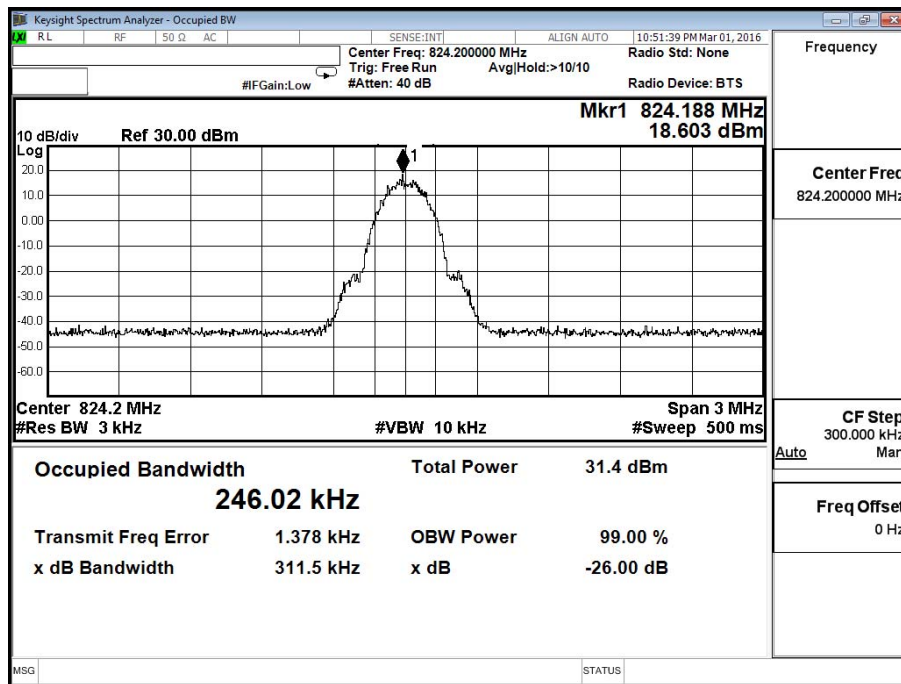 Keysight Spectrum Analyzer - Occupied BW
LXI RL RF 50 Ω AC SENSE:INT ALIGN AUTO 10:51:39 PM Mar 01, 2016
Center Freq: 824.200000 MHz Radio Std: None
Trig: Free Run Avg|Hold:>10/10
#IFGain:Low #Atten: 40 dB Radio Device: BTS
Frequency
Mkr1 824.188 MHz
10 dB/div Ref 30.00 dBm 18.603 dBm
Log
1
20.0
10.0
0.00
-10.0
-20.0
-30.0
-40.0
-50.0
-60.0
Center 824.2 MHz Span 3 MHz
#Res BW 3 kHz #VBW 10 kHz #Sweep 500 ms
Center Freq
824.200000 MHz
CF Step
300.000 kHz
Auto Man
Freq Offset
0 Hz
Occupied Bandwidth Total Power 31.4 dBm
246.02 kHz
Transmit Freq Error 1.378 kHz OBW Power 99.00 %
x dB Bandwidth 311.5 kHz x dB -26.00 dB
MSG STATUS